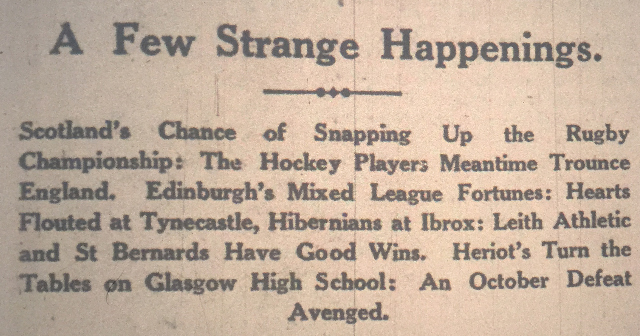 A Few Strange Happenings.
Scotland's Chance of Snapping Up the Rugby
Championship: The Hockey Players Meantime Trounce
England. Edinburgh's Mixed League Fortunes: Hearts
Flouted at Tynecastle, Hibernians at Ibrox: Leith Athletic
and St Bernards Have Good Wins. Heriot's Turn the
Tables on Glasgow High School: An October Defeat
Avenged.